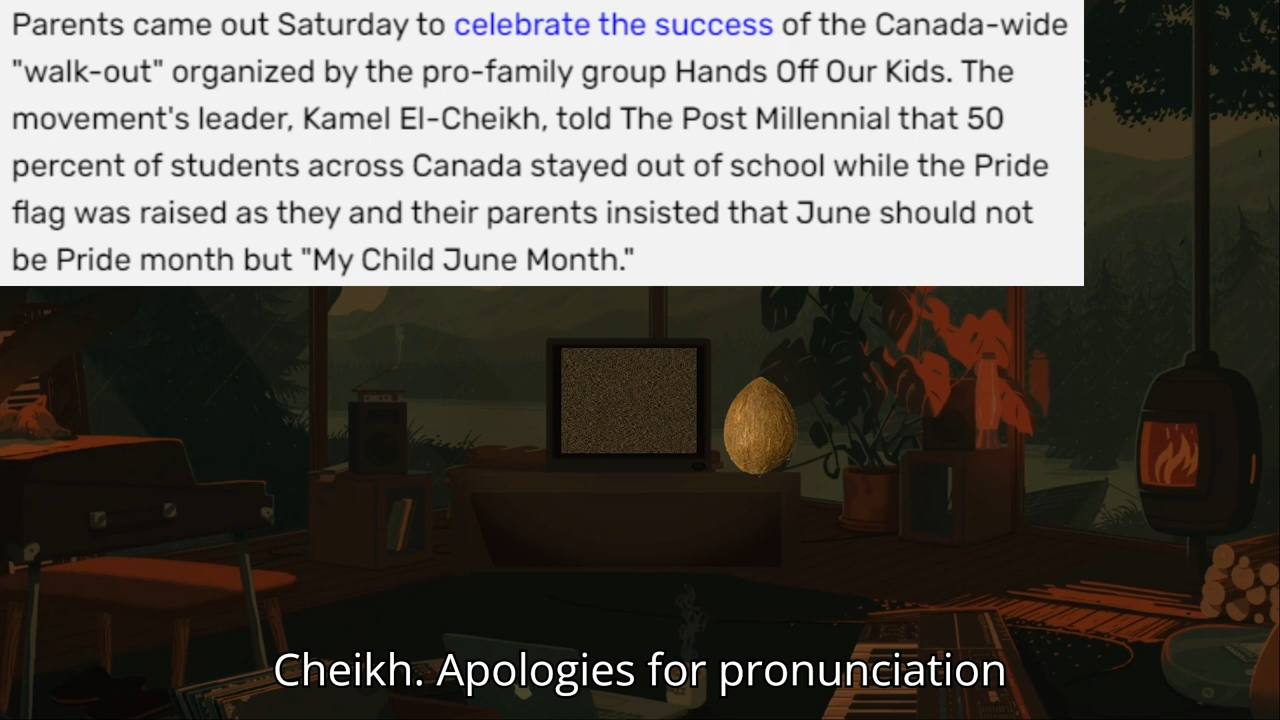 Parents came out Saturday to celebrate the success of the Canada-wide
"walk-out" organized by the pro-family group Hands Off Our Kids. The
movement's leader, Kamel El-Cheikh, told The Post Millennial that 50
percent of students across Canada stayed out of school while the Pride
flag was raised as they and their parents insisted that June should not
be Pride month but "My Child June Month."
Cheikh. Apologies for pronunciation